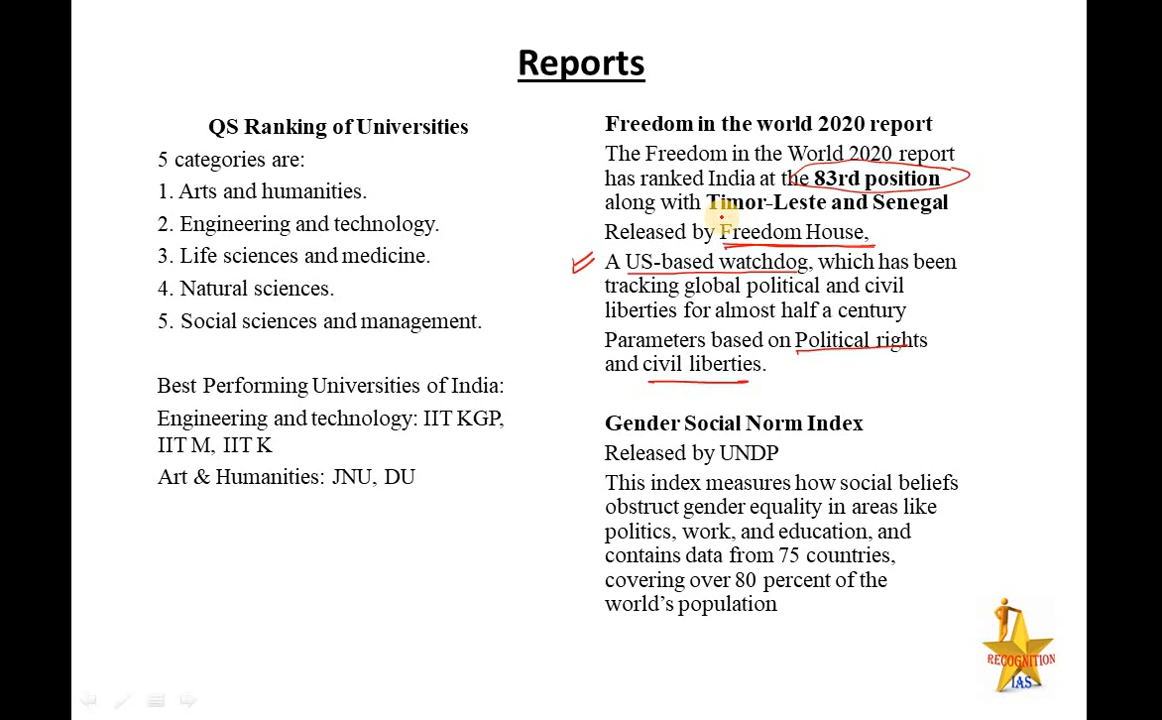 Reports
QS Ranking of Universities
5 categories are:
1. Arts and humanities.
2. Engineering and technology.
3. Life sciences and medicine.
4. Natural sciences.
5. Social sciences and management.
Best Performing Universities of India:
Engineering and technology: IIT KGP,
IIT M, IIT K
Art & Humanities: JNU, DU
Freedom in the world 2020 report
The Freedom in the World 2020 report
has ranked India at the 83rd position
along with Timor-Leste and Senegal
Released by Freedom House,
A US-based watchdog, which has been
tracking global political and civil
liberties for almost half a century
Parameters based on Political rights
and civil liberties.
Gender Social Norm Index
Released by UNDP
This index measures how social beliefs
obstruct gender equality in areas like
politics, work, and education, and
contains data from 75 countries,
covering over 80 percent of the
world's population
RECOGNITION
IAS